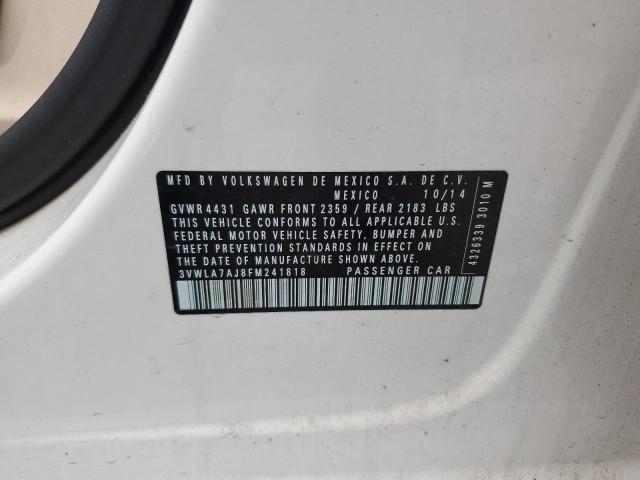 MFD BY VOLKSWAGEN DE MEXICO S.A. DE C.V.
MEXICO 10/14
GVWR 4431 GAWR FRONT 2359 / REAR 2183 LBS
THIS VEHICLE CONFORMS TO ALL APPLICABLE U.S.
FEDERAL MOTOR VEHICLE SAFETY, BUMPER AND
THEFT PREVENTION STANDARDS IN EFFECT ON
DATE OF MANUFACTURE SHOWN ABOVE.
3VWLA7AJ8FM241818 PASSENGER CAR
4326339 3010 M